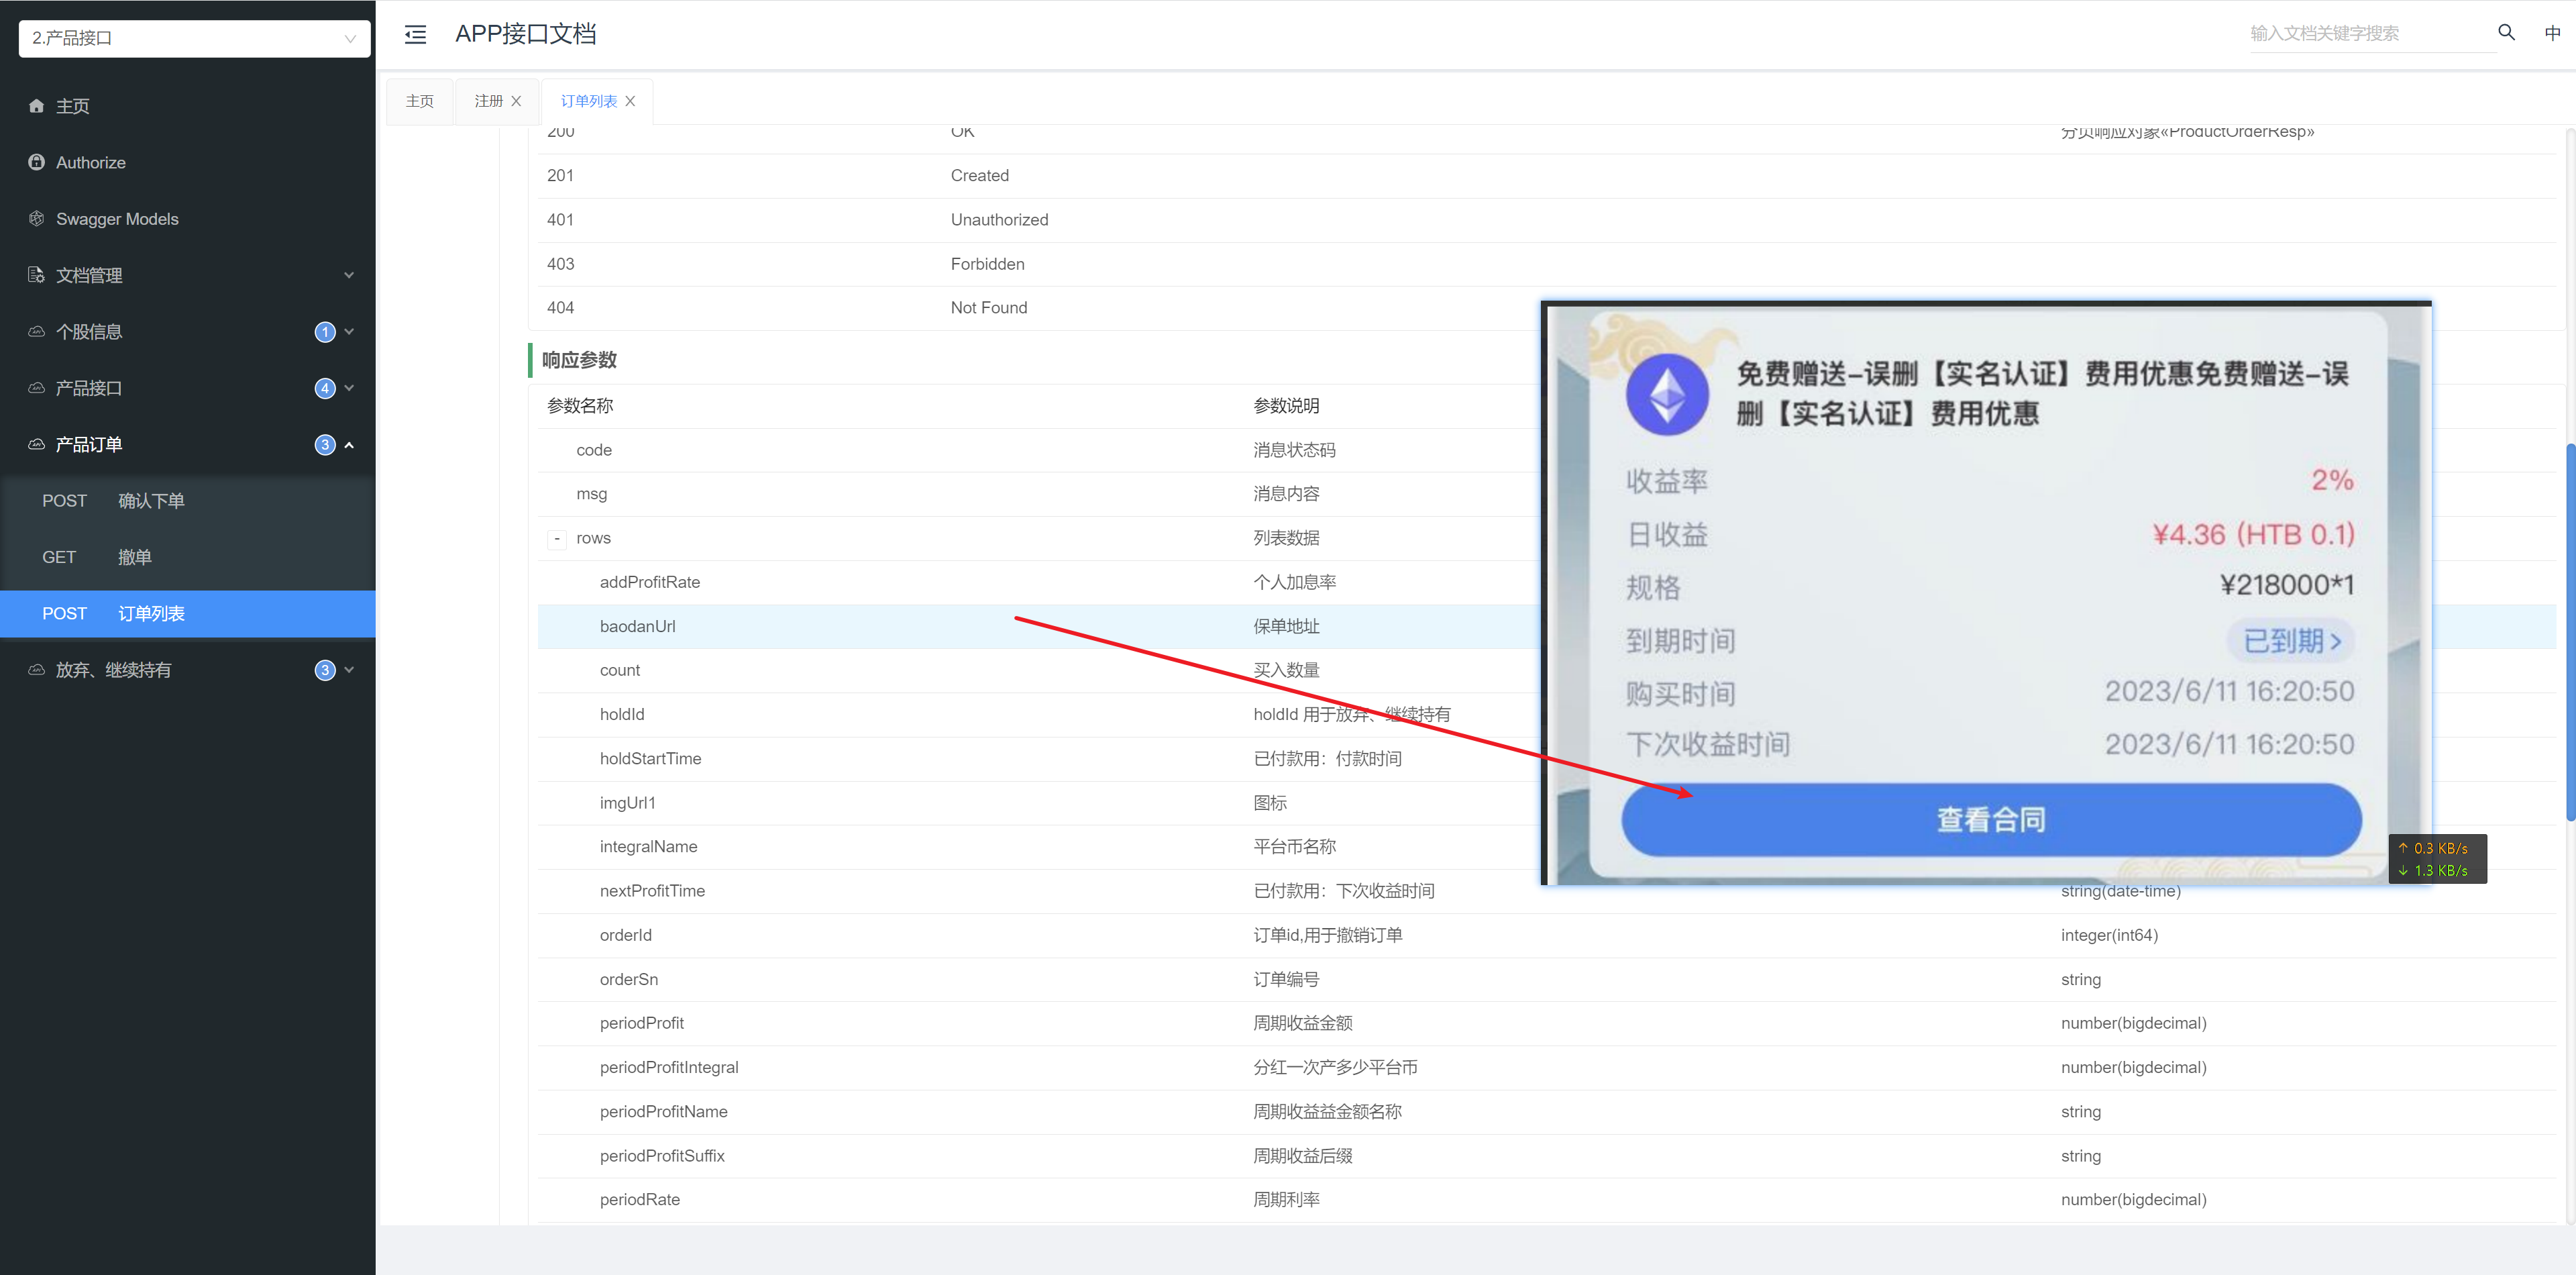 2.产品接口
APP接口文档
输入文档关键字搜索
中
主页
Authorize
Swagger Models
文档管理
个股信息
1
产品接口
4
产品订单
3
POST 确认下单
GET 撤单
POST 订单列表
放弃、继续持有
3
主页
注册
订单列表
200 OK 分页响应对象«ProductOrderResp»
201 Created
401 Unauthorized
403 Forbidden
404 Not Found
响应参数
参数名称 参数说明
code 消息状态码
msg 消息内容
- rows 列表数据
addProfitRate 个人加息率
baodanUrl 保单地址
count 买入数量
holdId holdId 用于放弃、继续持有
holdStartTime 已付款用：付款时间
imgUrl1 图标
integralName 平台币名称
nextProfitTime 已付款用：下次收益时间 string(date-time)
orderId 订单id,用于撤销订单 integer(int64)
orderSn 订单编号 string
periodProfit 周期收益金额 number(bigdecimal)
periodProfitIntegral 分红一次产多少平台币 number(bigdecimal)
periodProfitName 周期收益益金额名称 string
periodProfitSuffix 周期收益后缀 string
periodRate 周期利率 number(bigdecimal)
免费赠送–误删【实名认证】费用优惠免费赠送–误
删【实名认证】费用优惠
收益率 2%
日收益 ¥4.36 (HTB 0.1)
规格 ¥218000*1
到期时间 已到期 >
购买时间 2023/6/11 16:20:50
下次收益时间 2023/6/11 16:20:50
查看合同
↑ 0.3 KB/s
↓ 1.3 KB/s